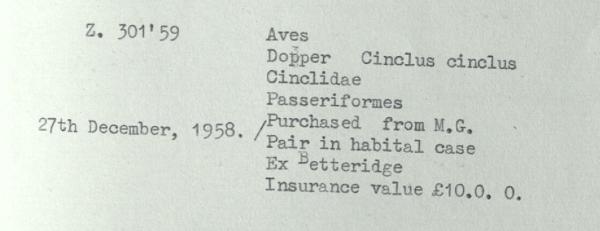 Z. 301'59
Aves
Dopper Cinclus cinclus
Cinclidae
Passeriformes
27th December, 1958. /Purchased from M.G.
Pair in habital case
Ex Betteridge
Insurance value £10.0. 0.